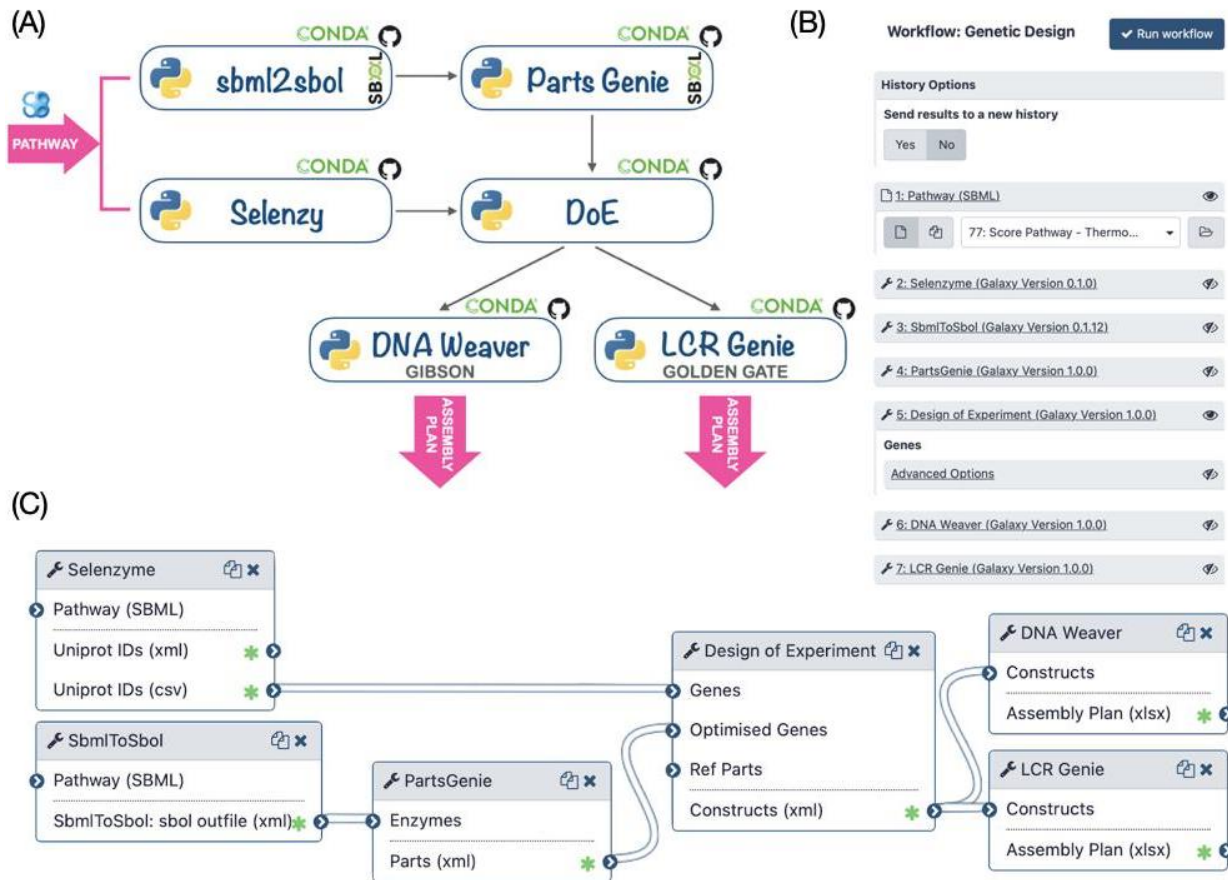 (A)
CONDA
CONDA
sbml2sbol
SBOL
Parts Genie
SBOL
PATHWAY
CONDA
CONDA
Selenzy
DoE
CONDA
CONDA
DNA Weaver
GIBSON
LCR Genie
GOLDEN GATE
ASSEMBLY
PLAN
ASSEMBLY
PLAN
(B)
Workflow: Genetic Design
Run workflow
History Options
Send results to a new history
Yes No
1: Pathway (SBML)
77: Score Pathway - Thermo...
2: Selenzyme (Galaxy Version 0.1.0)
3: SbmlToSbol (Galaxy Version 0.1.12)
4: PartsGenie (Galaxy Version 1.0.0)
5: Design of Experiment (Galaxy Version 1.0.0)
Genes
Advanced Options
6: DNA Weaver (Galaxy Version 1.0.0)
7: LCR Genie (Galaxy Version 1.0.0)
(C)
Selenzyme
Pathway (SBML)
Uniprot IDs (xml)
Uniprot IDs (csv)
SbmlToSbol
Pathway (SBML)
SbmlToSbol: sbol outfile (xml)
PartsGenie
Enzymes
Parts (xml)
Design of Experiment
Genes
Optimised Genes
Ref Parts
Constructs (xml)
DNA Weaver
Constructs
Assembly Plan (xlsx)
LCR Genie
Constructs
Assembly Plan (xlsx)